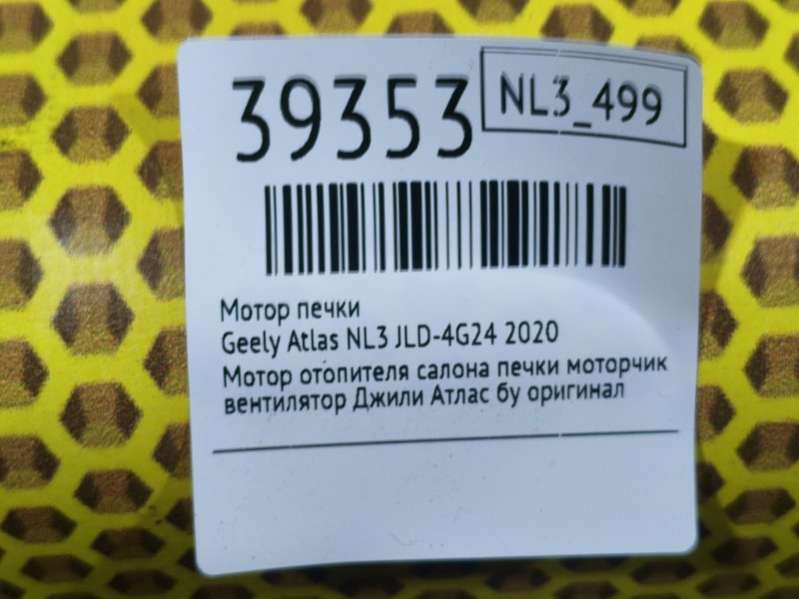 39353
NL3_499
Мотор печки
Geely Atlas NL3 JLD-4G24 2020
Мотор отопителя салона печки моторчик
вентилятор Джили Атлас бу оригинал